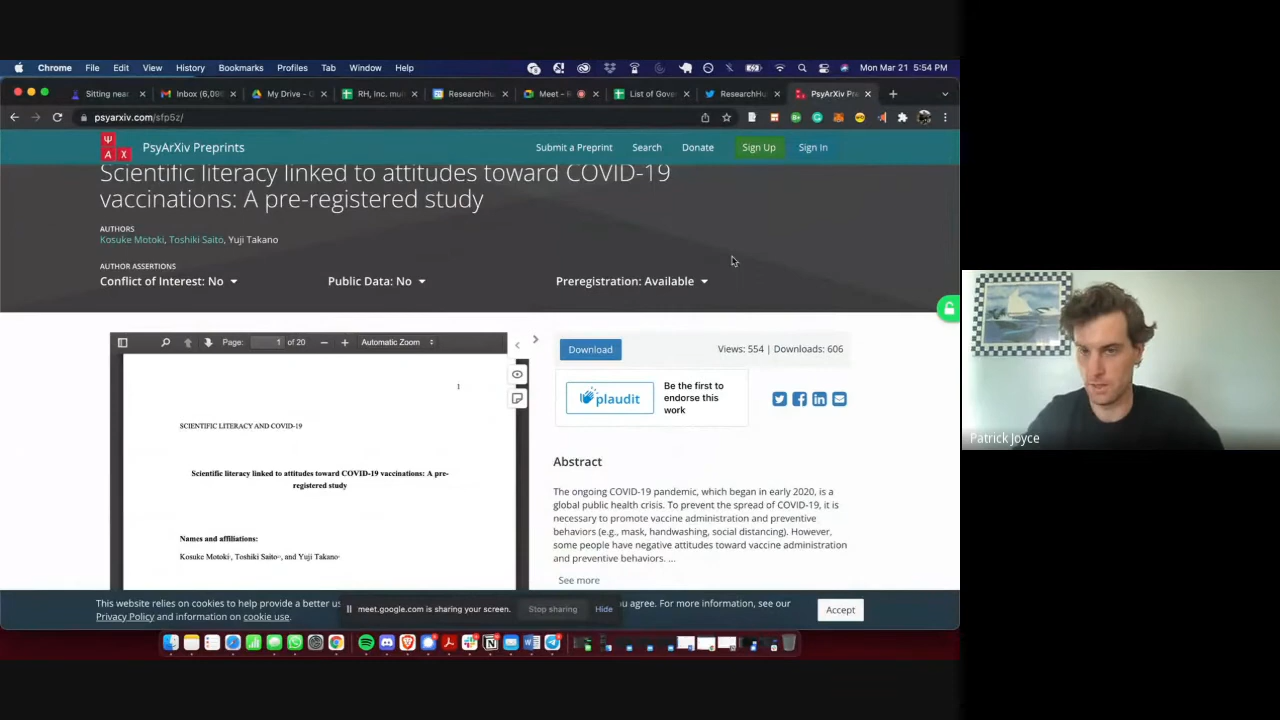 Chrome File Edit View History Bookmarks Profiles Tab Window Help Mon Mar 21 5:54 PM
Sitting near Inbox (6,09 My Drive - G RH, Inc. mul ResearchHu Meet - R List of Gove ResearchHu PsyArXiv Pre
psyarxiv.com/sfp5z/
Ψ
A X
PsyArXiv Preprints Submit a Preprint Search Donate Sign Up Sign In
Scientific literacy linked to attitudes toward COVID-19
vaccinations: A pre-registered study
AUTHORS
Kosuke Motoki, Toshiki Saito, Yuji Takano
AUTHOR ASSERTIONS
Conflict of Interest: No Public Data: No Preregistration: Available
Page: 1 of 20 Automatic Zoom
1
SCIENTIFIC LITERACY AND COVID-19
Scientific literacy linked to attitudes toward COVID-19 vaccinations: A pre-
registered study
Names and affiliations:
Kosuke Motoki, Toshiki Saito, and Yuji Takano
Download Views: 554 | Downloads: 606
plaudit
Be the first to
endorse this
work
Abstract
The ongoing COVID-19 pandemic, which began in early 2020, is a
global public health crisis. To prevent the spread of COVID-19, it is
necessary to promote vaccine administration and preventive
behaviors (e.g., mask, handwashing, social distancing). However,
some people have negative attitudes toward vaccine administration
and preventive behaviors. ...
See more
This website relies on cookies to help provide a better us u agree. For more information, see our
Privacy Policy and information on cookie use.
meet.google.com is sharing your screen. Stop sharing Hide
Accept
Patrick Joyce